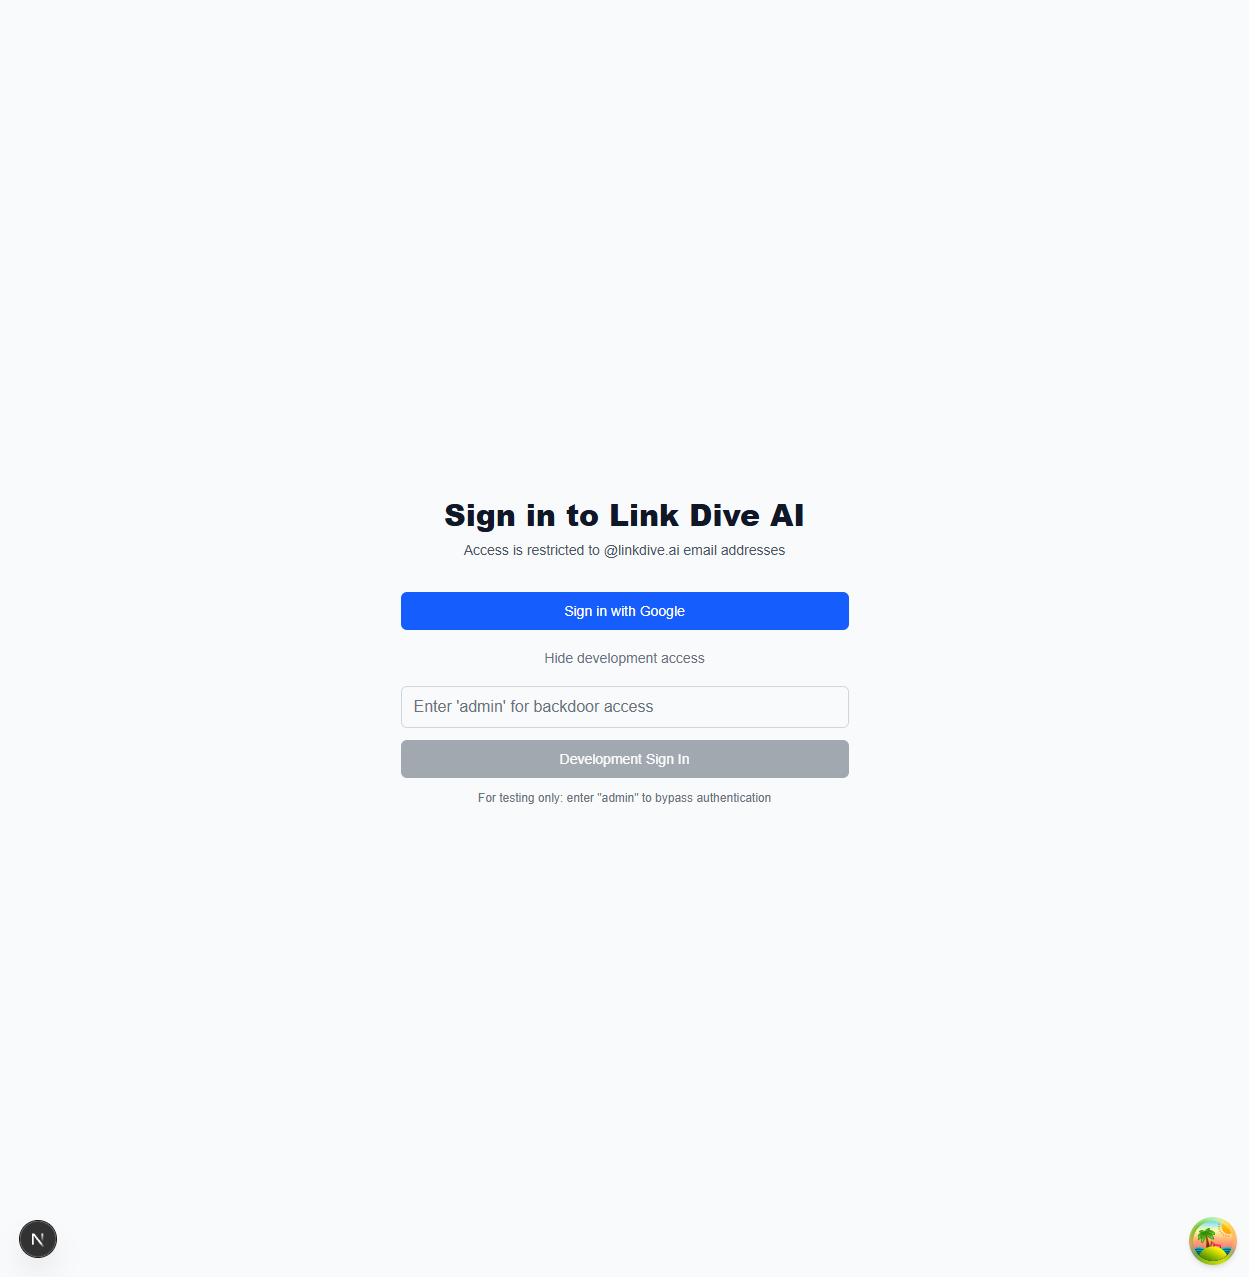 Sign in to Link Dive AI
Access is restricted to @linkdive.ai email addresses
Sign in with Google
Hide development access
Enter 'admin' for backdoor access
Development Sign In
For testing only: enter "admin" to bypass authentication
N